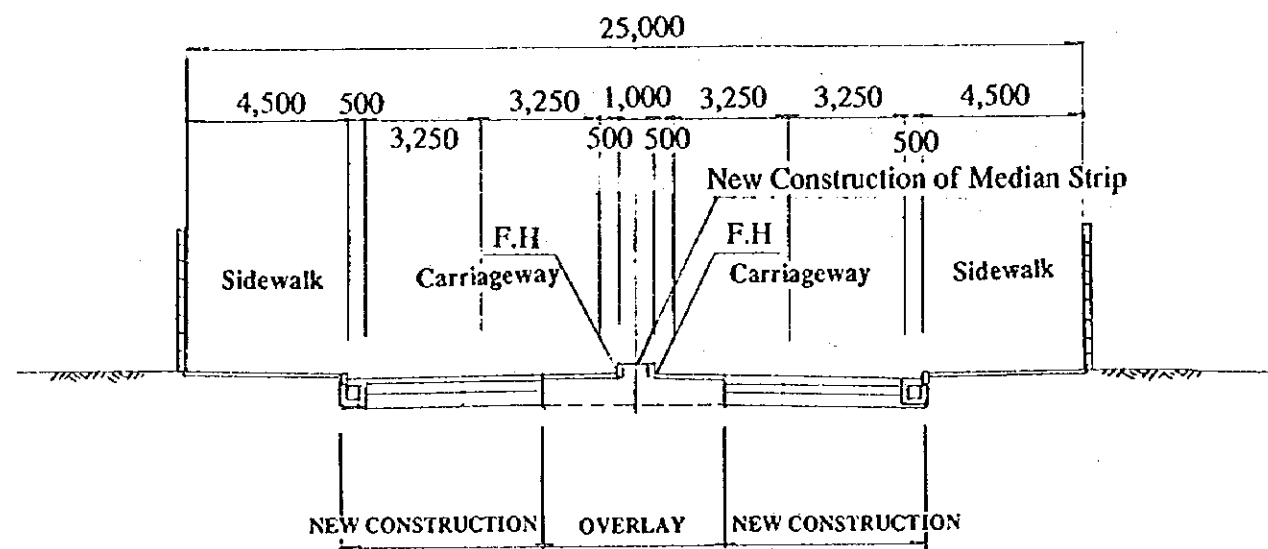 25,000
4,500 500 3,250 1,000 3,250 3,250 4,500
3,250 500 500 500
New Construction of Median Strip
F.H F.H
Sidewalk Carriageway Carriageway Sidewalk
NEW CONSTRUCTION OVERLAY NEW CONSTRUCTION